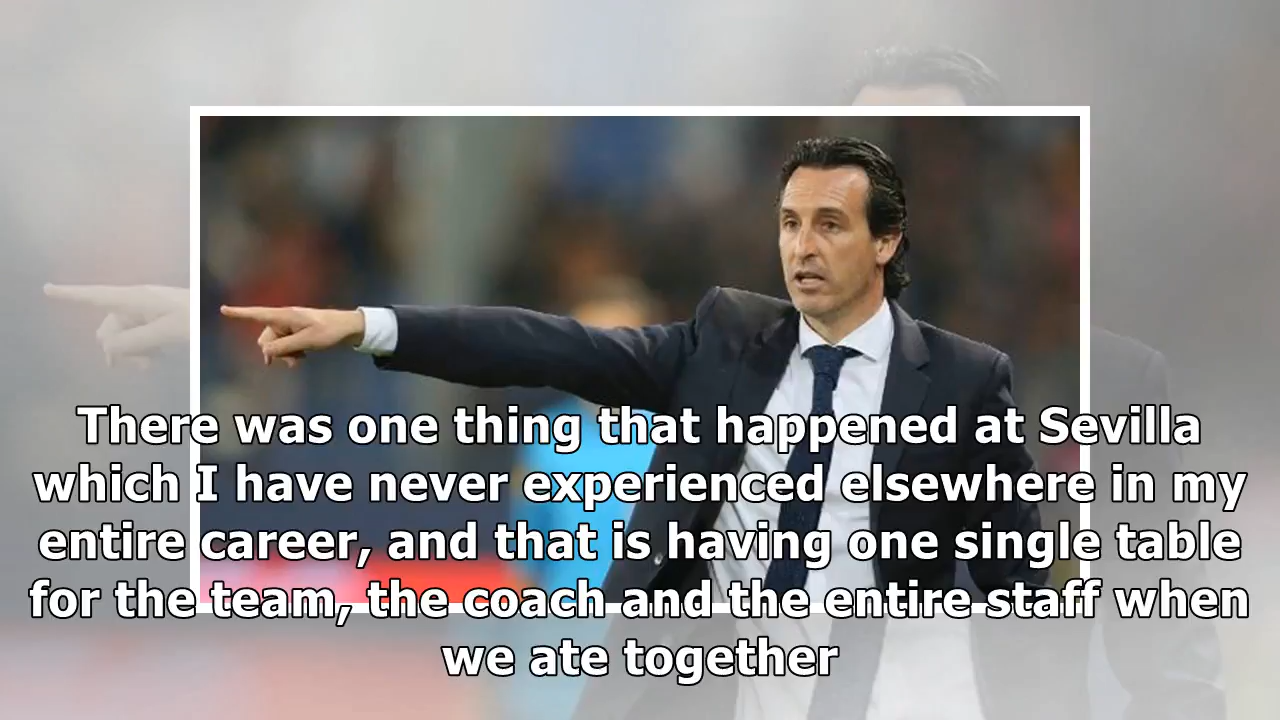 There was one thing that happened at Sevilla
which I have never experienced elsewhere in my
entire career, and that is having one single table
for the team, the coach and the entire staff when
we ate together